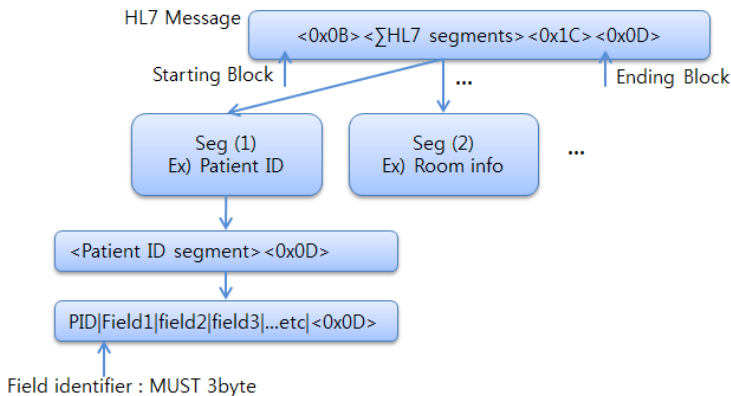 HL7 Message
<0x0B><∑HL7 segments><0x1C><0x0D>
Starting Block
...
Ending Block
Seg (1)
Ex) Patient ID
Seg (2)
Ex) Room info
...
<Patient ID segment><0x0D>
PID|Field1|field2|field3|...etc|<0x0D>
Field identifier : MUST 3byte